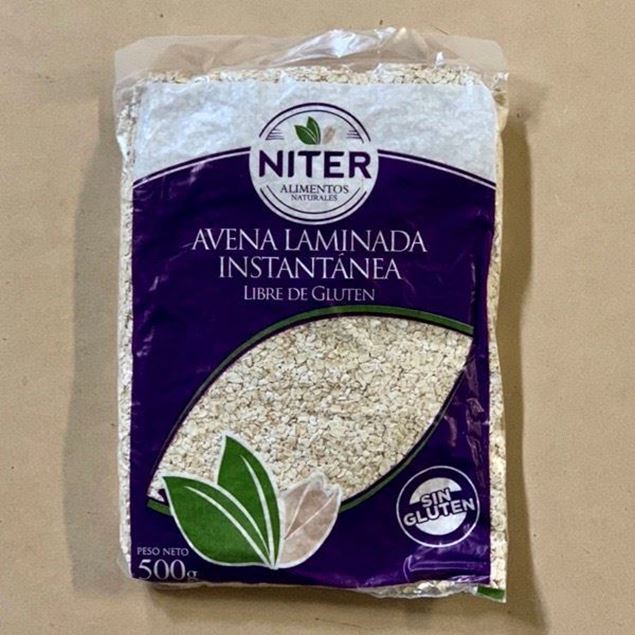 NITER
ALIMENTOS
NATURALES
AVENA LAMINADA
INSTANTÁNEA
LIBRE DE GLUTEN
SIN
GLUTEN
PESO NETO
500g